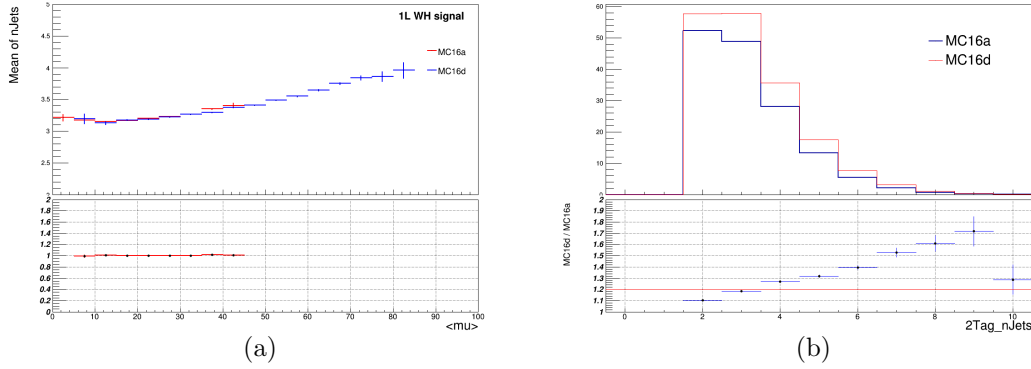 Mean of nJets
5
4.5
4
3.5
3
2.5
2
1L WH signal
MC16a
MC16d
2
1.8
1.6
1.4
1.2
1
0.8
0.6
0.4
0.2
0
0 10 20 30 40 50 60 70 80 90 100
<mu>
(a)
60
50
40
30
20
10
0
MC16a
MC16d
MC16d / MC16a
2
1.9
1.8
1.7
1.6
1.5
1.4
1.3
1.2
1.1
1
0 2 4 6 8 10
2Tag_nJets
(b)